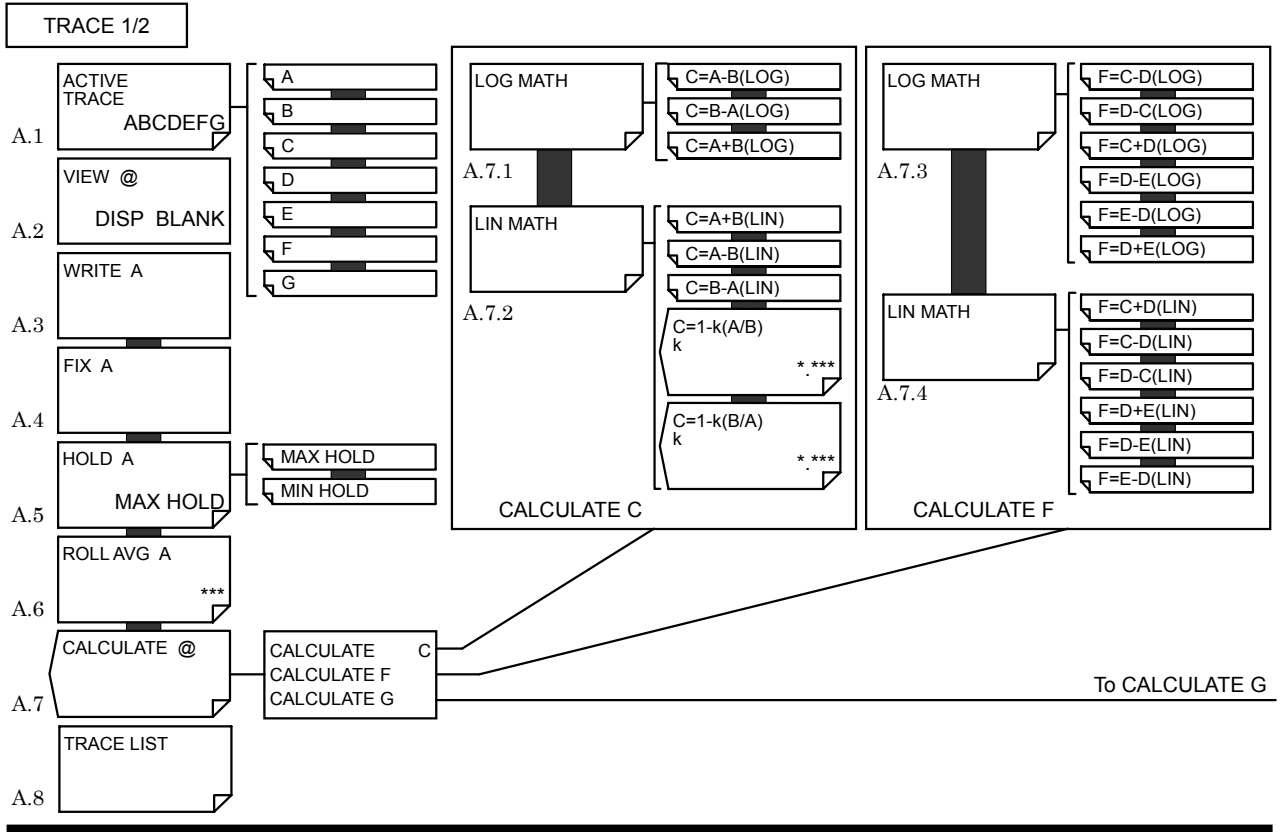 TRACE 1/2
A.1
ACTIVE
TRACE
ABCDEFG
A
B
C
D
E
F
G
A.2
VIEW @
DISP BLANK
A.3
WRITE A
A.4
FIX A
A.5
HOLD A
MAX HOLD
MAX HOLD
MIN HOLD
A.6
ROLL AVG A
***
A.7
CALCULATE @
CALCULATE C
CALCULATE F
CALCULATE G
A.8
TRACE LIST
LOG MATH
A.7.1
C=A-B(LOG)
C=B-A(LOG)
C=A+B(LOG)
LIN MATH
A.7.2
C=A+B(LIN)
C=A-B(LIN)
C=B-A(LIN)
C=1-k(A/B)
k
*.***
C=1-k(B/A)
k
*.***
CALCULATE C
LOG MATH
A.7.3
F=C-D(LOG)
F=D-C(LOG)
F=C+D(LOG)
F=D-E(LOG)
F=E-D(LOG)
F=D+E(LOG)
LIN MATH
A.7.4
F=C+D(LIN)
F=C-D(LIN)
F=D-C(LIN)
F=D+E(LIN)
F=D-E(LIN)
F=E-D(LIN)
CALCULATE F
To CALCULATE G